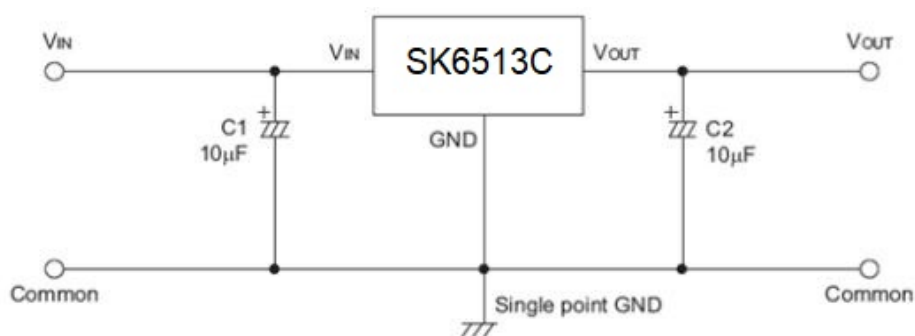 VIN
VIN
SK6513C
VOUT
VOUT
+
C1
10μF
GND
+
C2
10μF
Common
Single point GND
Common